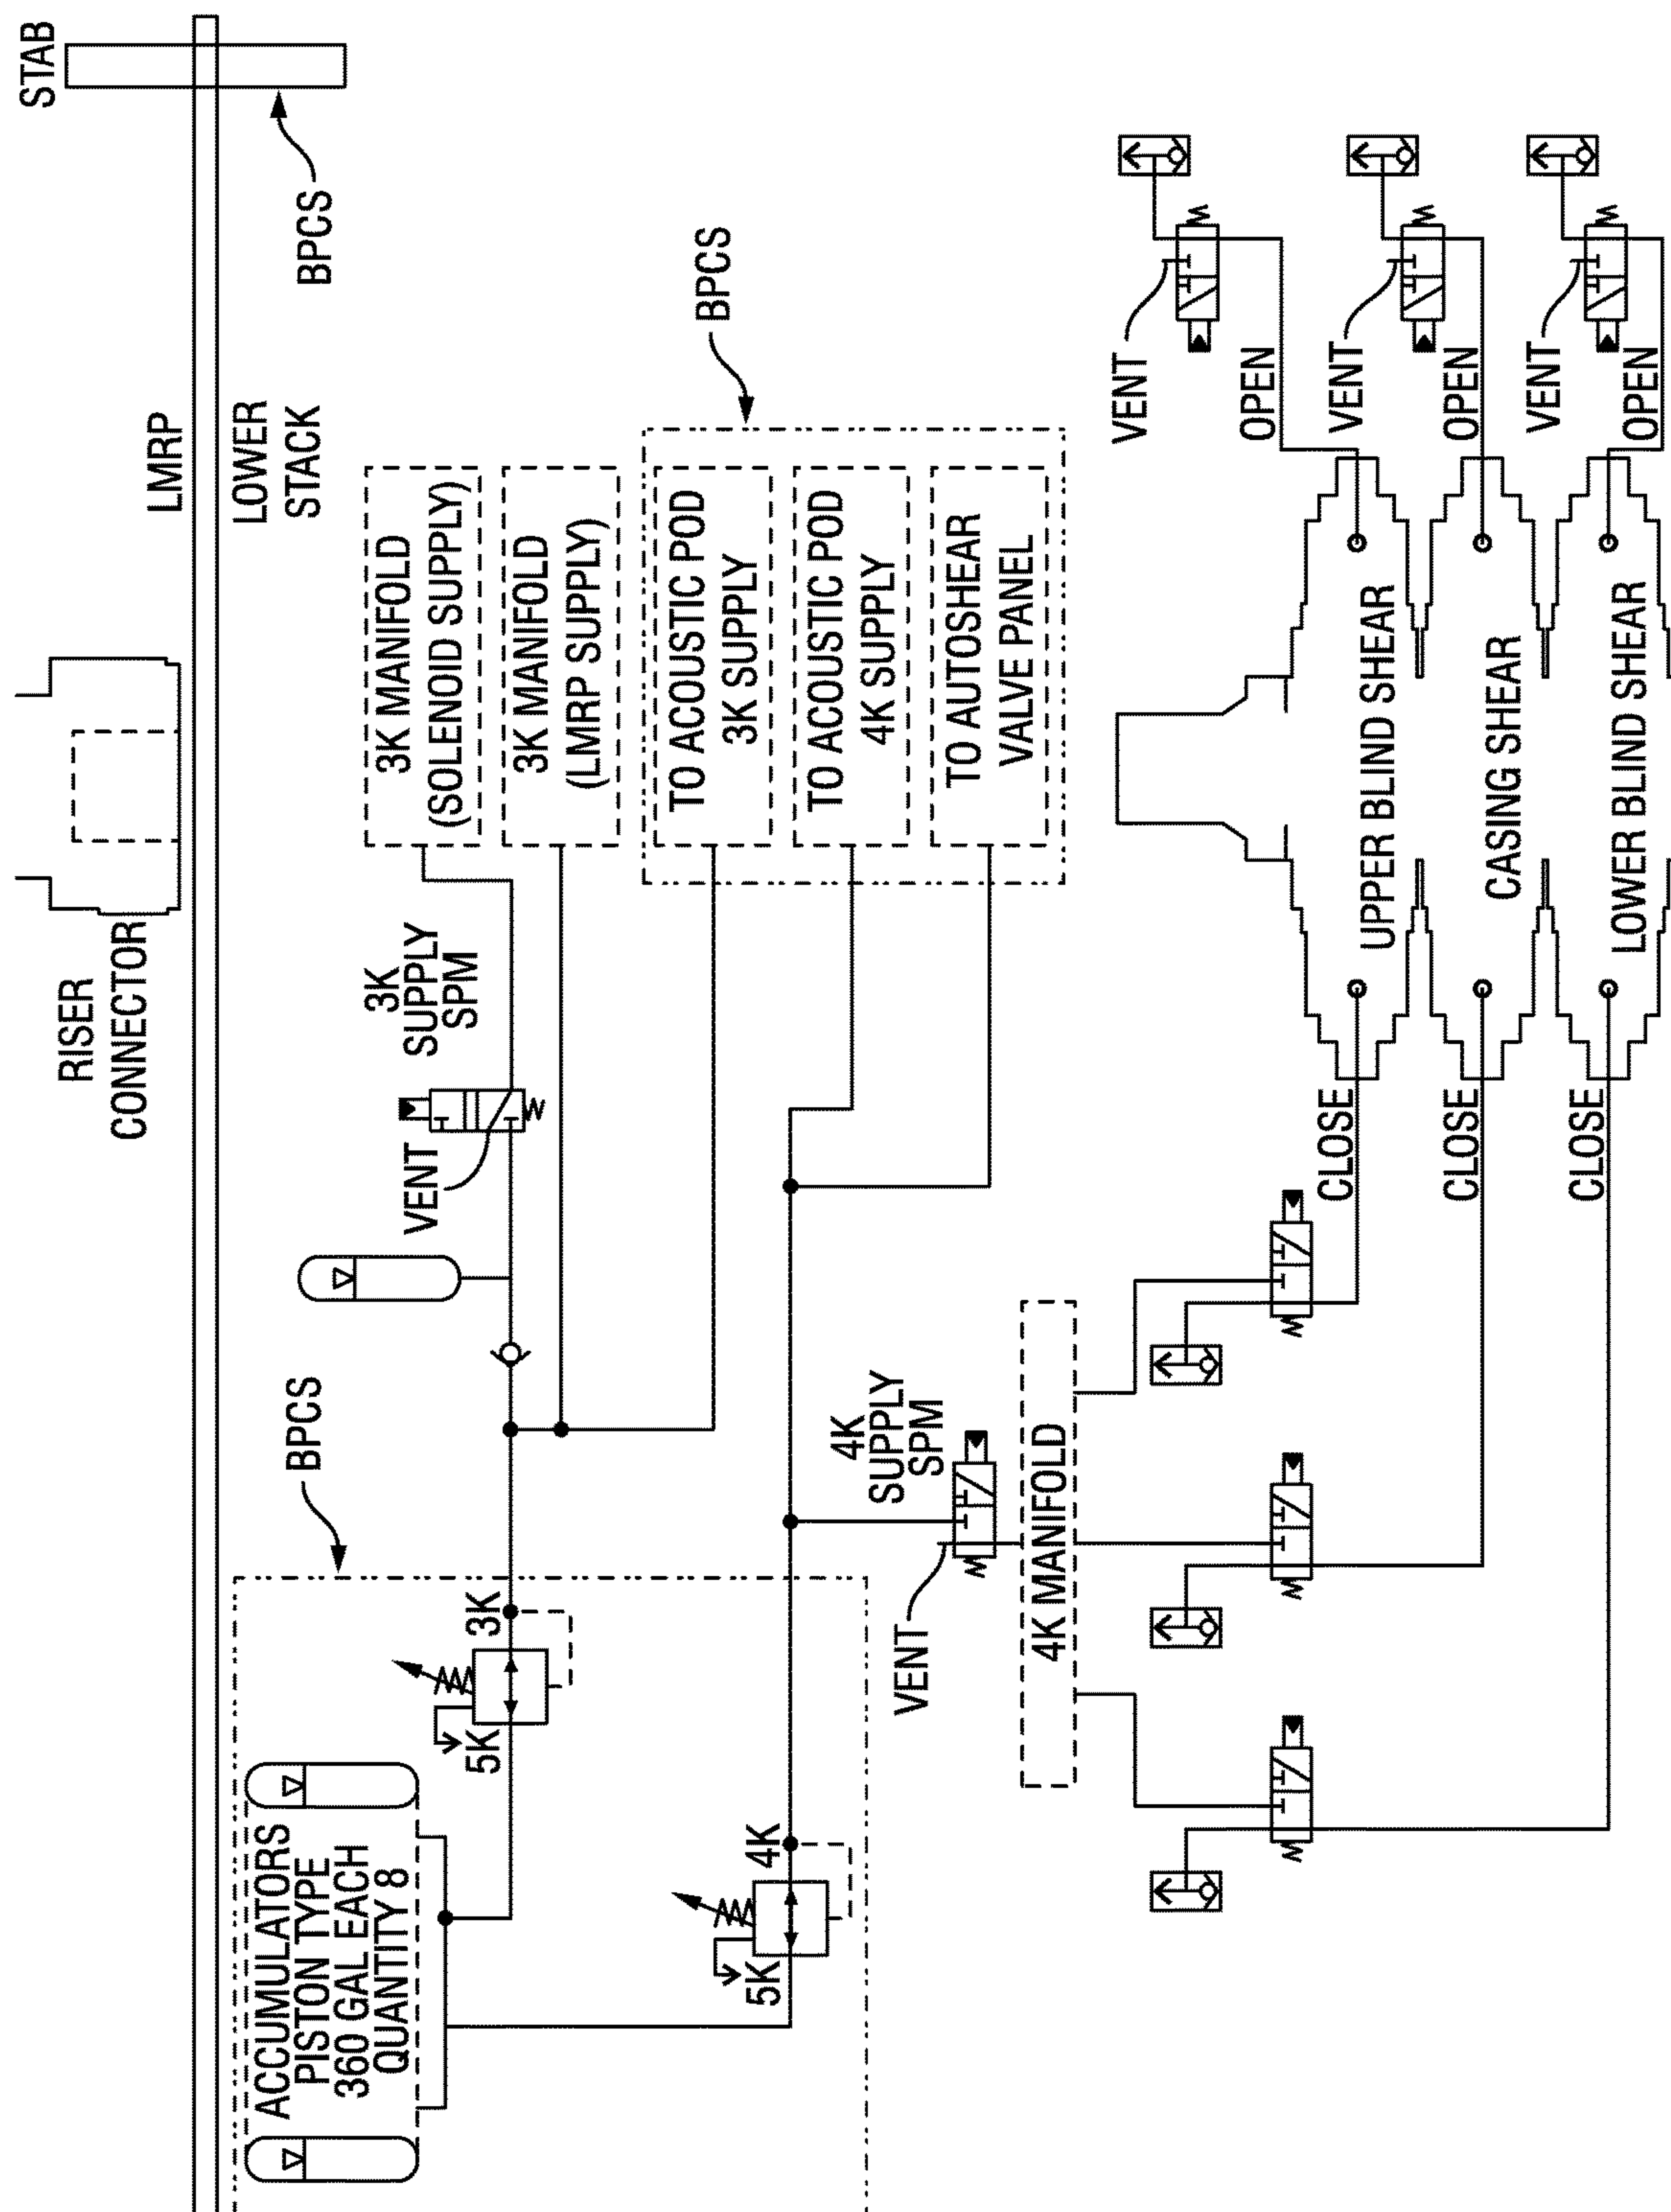 STAB
RISER
CONNECTOR
LMRP
LOWER
STACK
BPCS
BPCS
ACCUMULATORS
PISTON TYPE
360 GAL EACH
QUANTITY 8
5K
3K
VENT
3K
SUPPLY
SPM
3K MANIFOLD
(SOLENOID SUPPLY)
3K MANIFOLD
(LMRP SUPPLY)
BPCS
TO ACOUSTIC POD
3K SUPPLY
TO ACOUSTIC POD
4K SUPPLY
TO AUTOSHEAR
VALVE PANEL
5K
4K
VENT
4K
SUPPLY
SPM
4K MANIFOLD
VENT
OPEN
CLOSE
UPPER BLIND SHEAR
VENT
OPEN
CLOSE
CASING SHEAR
VENT
OPEN
CLOSE
LOWER BLIND SHEAR